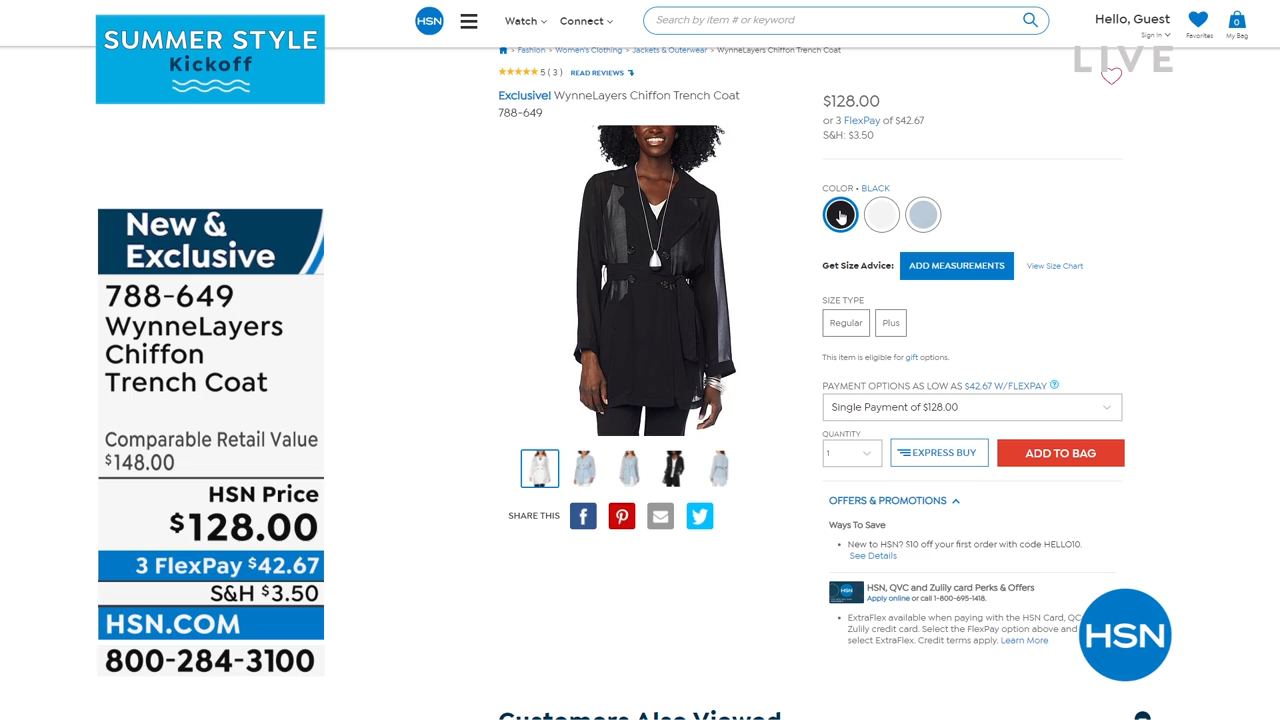 SUMMER STYLE
Kickoff
New &
Exclusive
788-649
WynneLayers
Chiffon
Trench Coat
Comparable Retail Value
$148.00
HSN Price
$128.00
3 FlexPay $42.67
S&H $3.50
HSN.COM
800-284-3100
HSN
Watch
Connect
Search by item # or keyword
Hello, Guest
Sign in
Favorites
0
My Bag
LIVE
> Fashion > Women's Clothing > Jackets & Outerwear > WynneLayers Chiffon Trench Coat
5 ( 3 ) READ REVIEWS
Exclusive! WynneLayers Chiffon Trench Coat
788-649
SHARE THIS
$128.00
or 3 FlexPay of $42.67
S&H: $3.50
COLOR • BLACK
Get Size Advice: ADD MEASUREMENTS View Size Chart
SIZE TYPE
Regular Plus
This item is eligible for gift options.
PAYMENT OPTIONS AS LOW AS $42.67 W/FLEXPAY ?
Single Payment of $128.00
QUANTITY
1 EXPRESS BUY ADD TO BAG
OFFERS & PROMOTIONS
Ways To Save
• New to HSN? $10 off your first order with code HELLO10.
See Details
HSN, QVC and Zulily card Perks & Offers
Apply online or call 1-800-695-1418.
• ExtraFlex available when paying with the HSN Card, QC
Zulily credit card. Select the FlexPay option above and
select ExtraFlex. Credit terms apply. Learn More
HSN
Customers Also Viewed